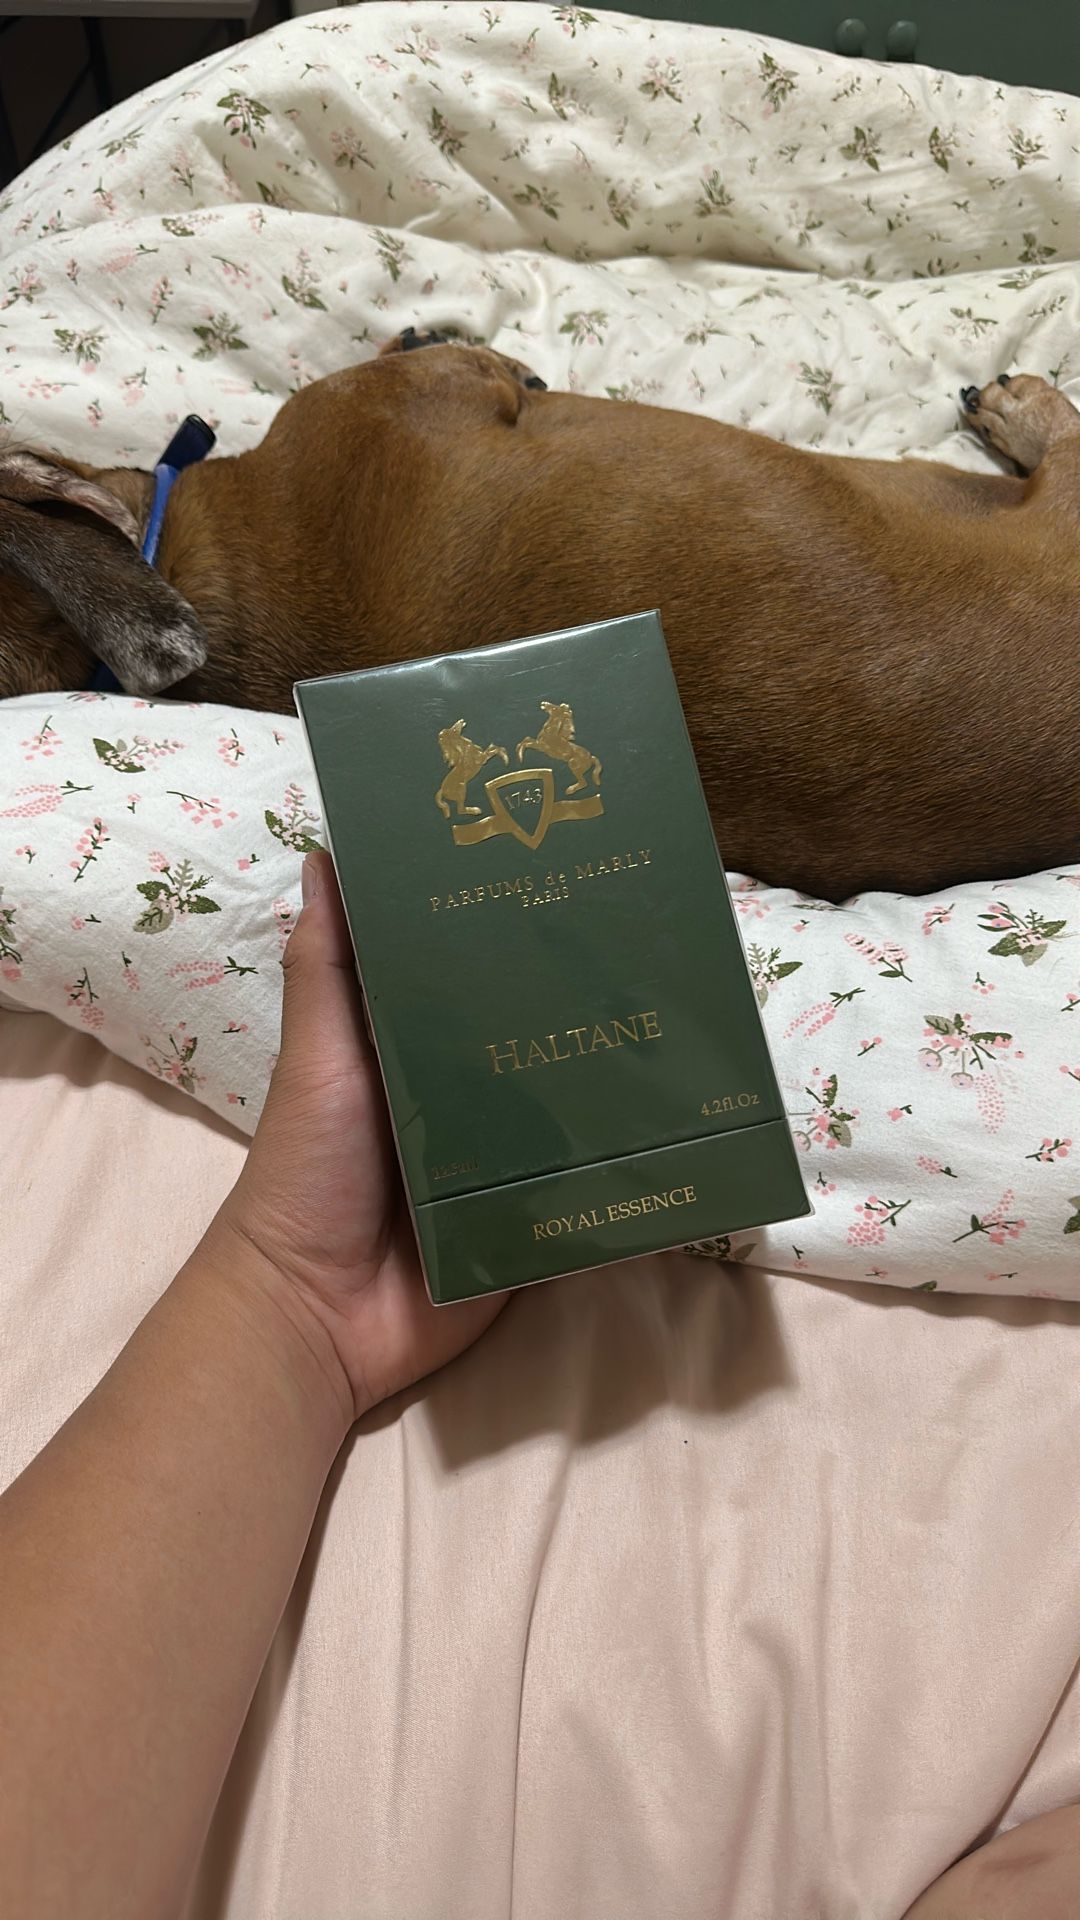 1743
PARFUMS de MARLY
PARIS
HALTANE
4.2fl.Oz
125ml
ROYAL ESSENCE